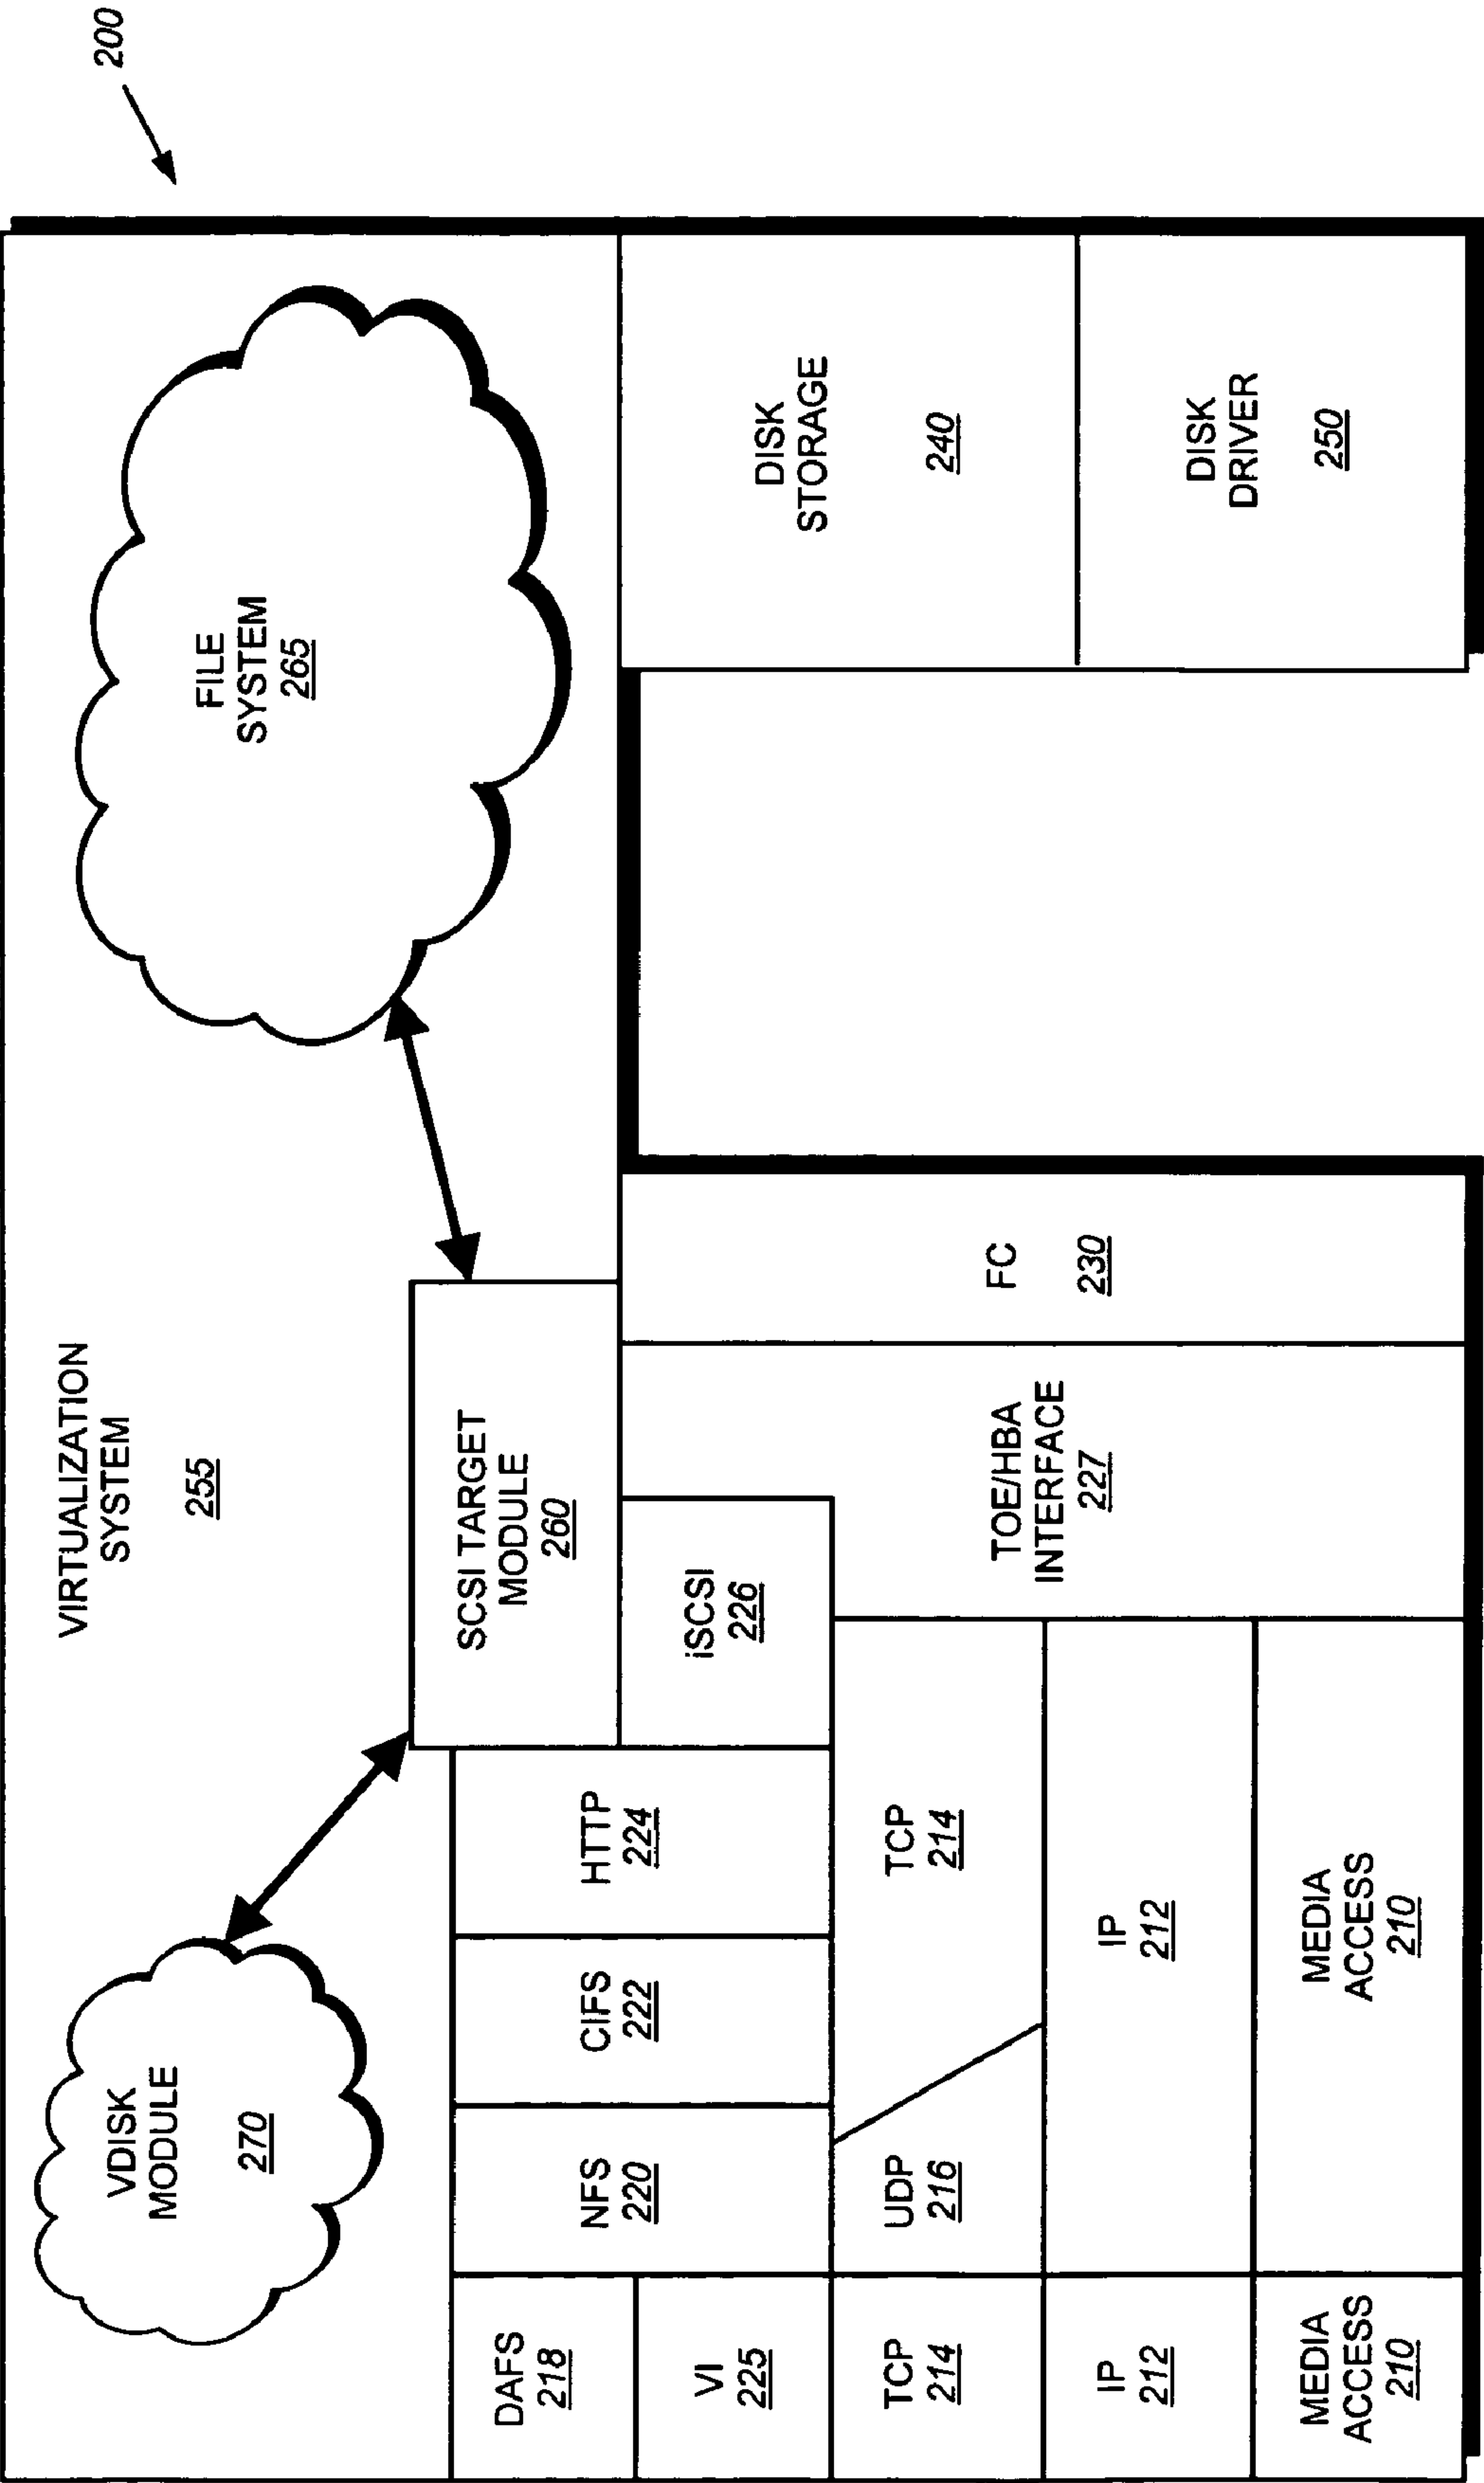 200
VIRTUALIZATION
SYSTEM
255
VDISK
MODULE
270
FILE
SYSTEM
265
SCSI TARGET
MODULE
260
DAFS
218
VI
225
NFS
220
CIFS
222
HTTP
224
iSCSI
226
TCP
214
UDP
216
TCP
214
IP
212
IP
212
MEDIA
ACCESS
210
MEDIA
ACCESS
210
TOE/HBA
INTERFACE
227
FC
230
DISK
STORAGE
240
DISK
DRIVER
250